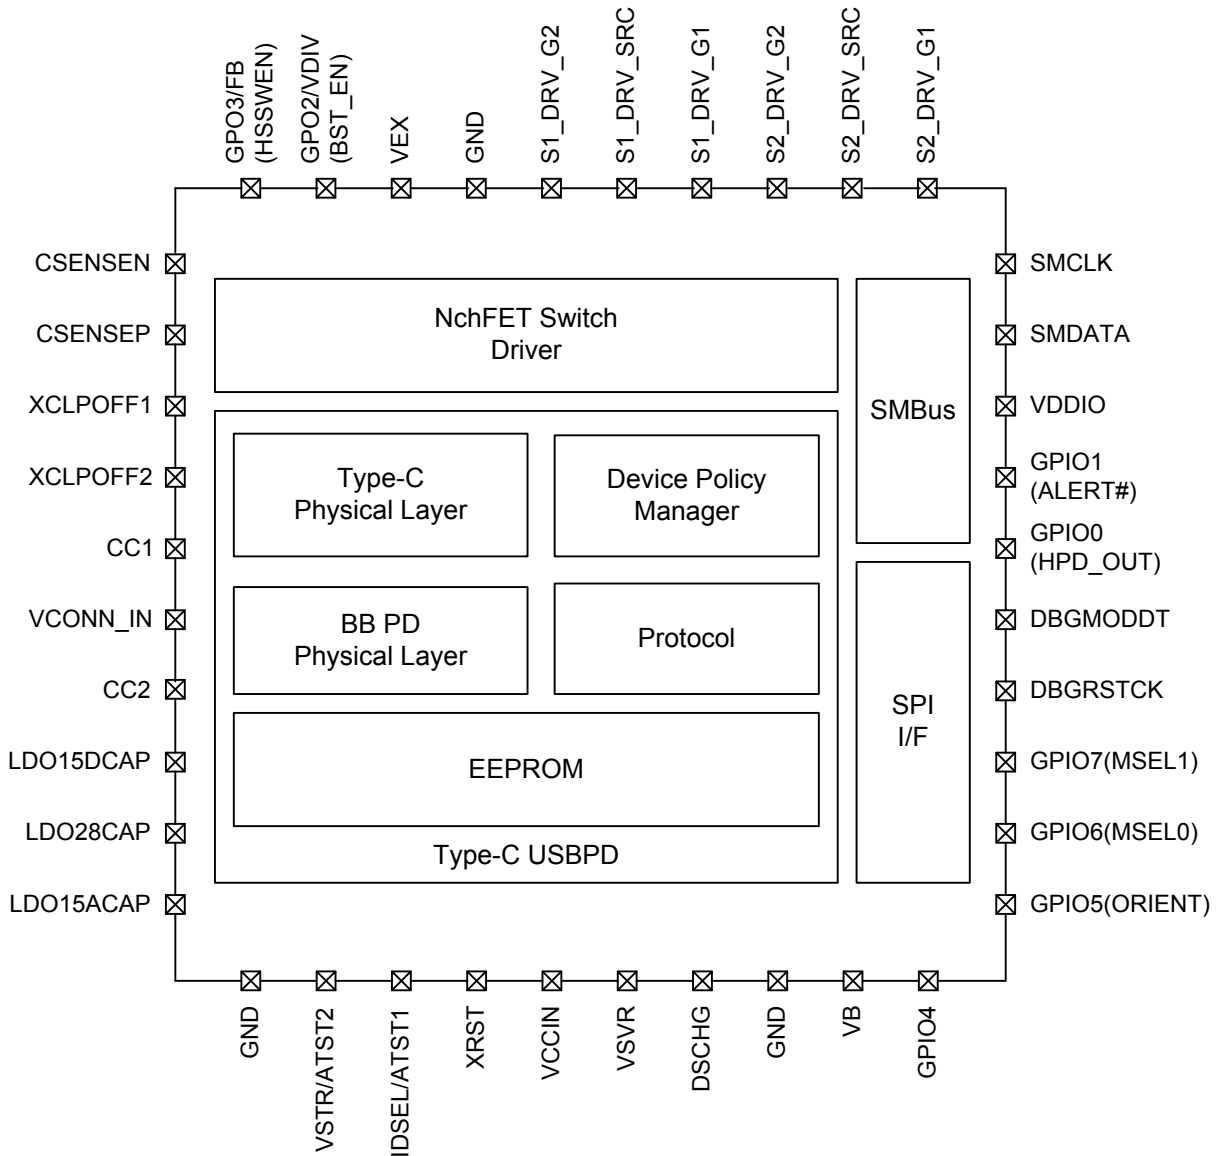 GPO3/FB
(HSSWEN)
GPO2/VDIV
(BST_EN)
VEX
GND
S1_DRV_G2
S1_DRV_SRC
S1_DRV_G1
S2_DRV_G2
S2_DRV_SRC
S2_DRV_G1
CSENSEN
CSENSEP
XCLPOFF1
XCLPOFF2
CC1
VCONN_IN
CC2
LDO15DCAP
LDO28CAP
LDO15ACAP
NchFET Switch
Driver
Type-C
Physical Layer
Device Policy
Manager
BB PD
Physical Layer
Protocol
EEPROM
Type-C USBPD
SMBus
SPI
I/F
SMCLK
SMDATA
VDDIO
GPIO1
(ALERT#)
GPIO0
(HPD_OUT)
DBGMODDT
DBGRSTCK
GPIO7(MSEL1)
GPIO6(MSEL0)
GPIO5(ORIENT)
GND
VSTR/ATST2
IDSEL/ATST1
XRST
VCCIN
VSVR
DSCHG
GND
VB
GPIO4